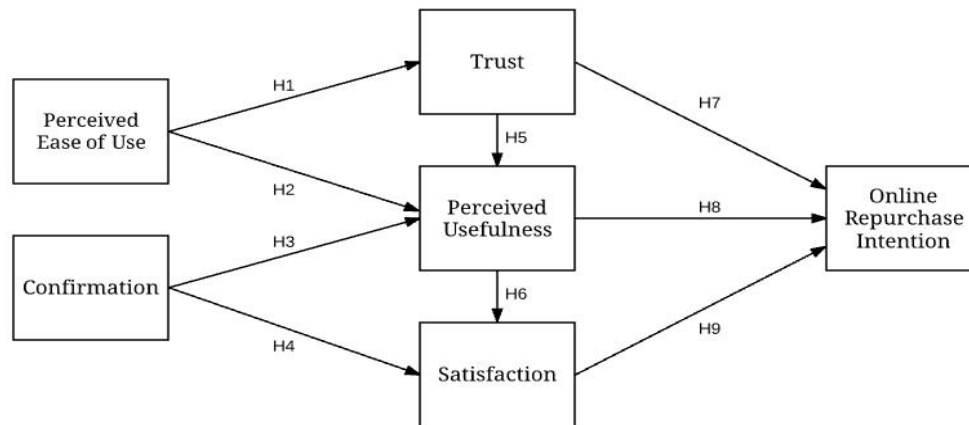 Trust
H1
H7
Perceived
Ease of Use
H5
H2
Perceived
Usefulness
H8
Online
Repurchase
Intention
H3
Confirmation
H6
H4
Satisfaction
H9